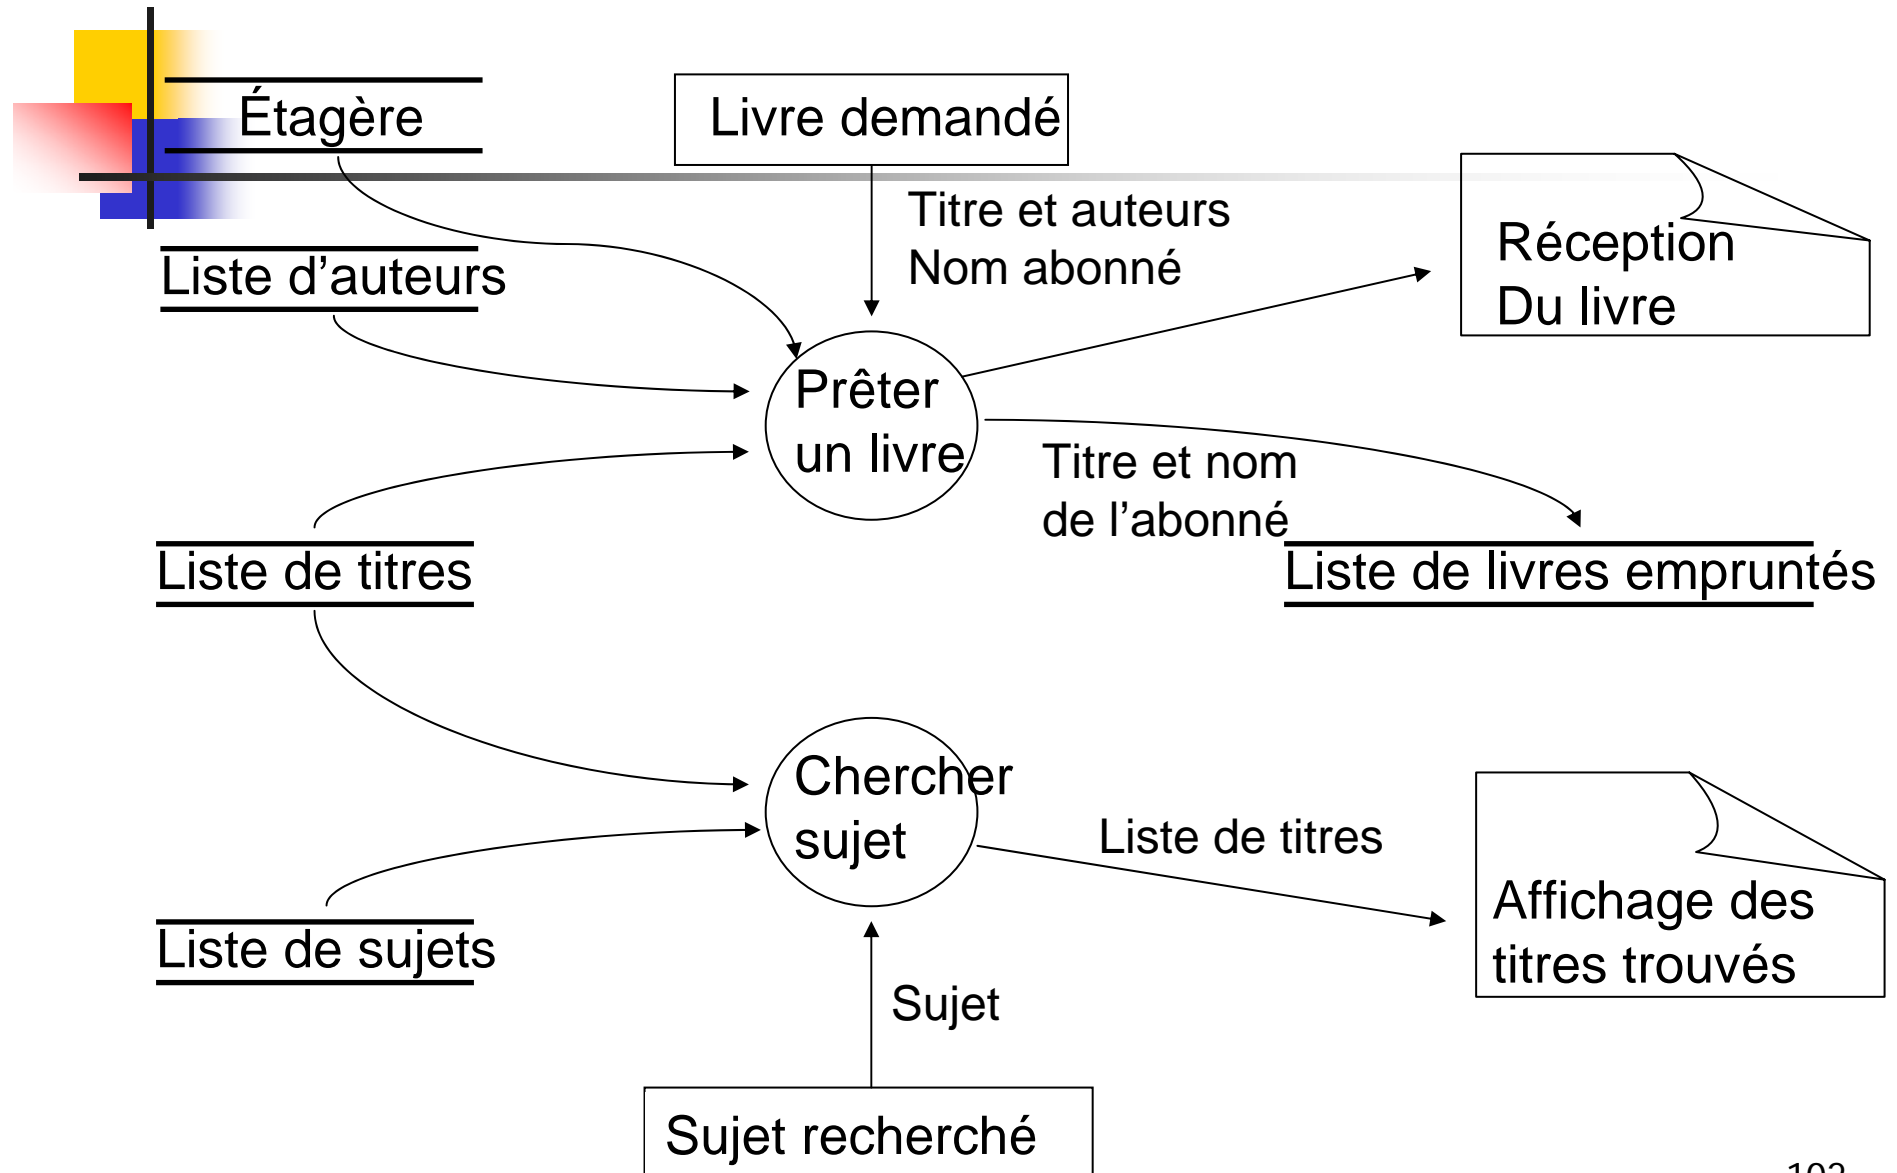 Étagère
Livre demandé
Titre et auteurs
Nom abonné
Réception
Du livre
Liste d’auteurs
Prêter
un livre
Titre et nom
de l’abonné
Liste de titres
Liste de livres empruntés
Chercher
sujet
Liste de titres
Affichage des
titres trouvés
Liste de sujets
Sujet
Sujet recherché